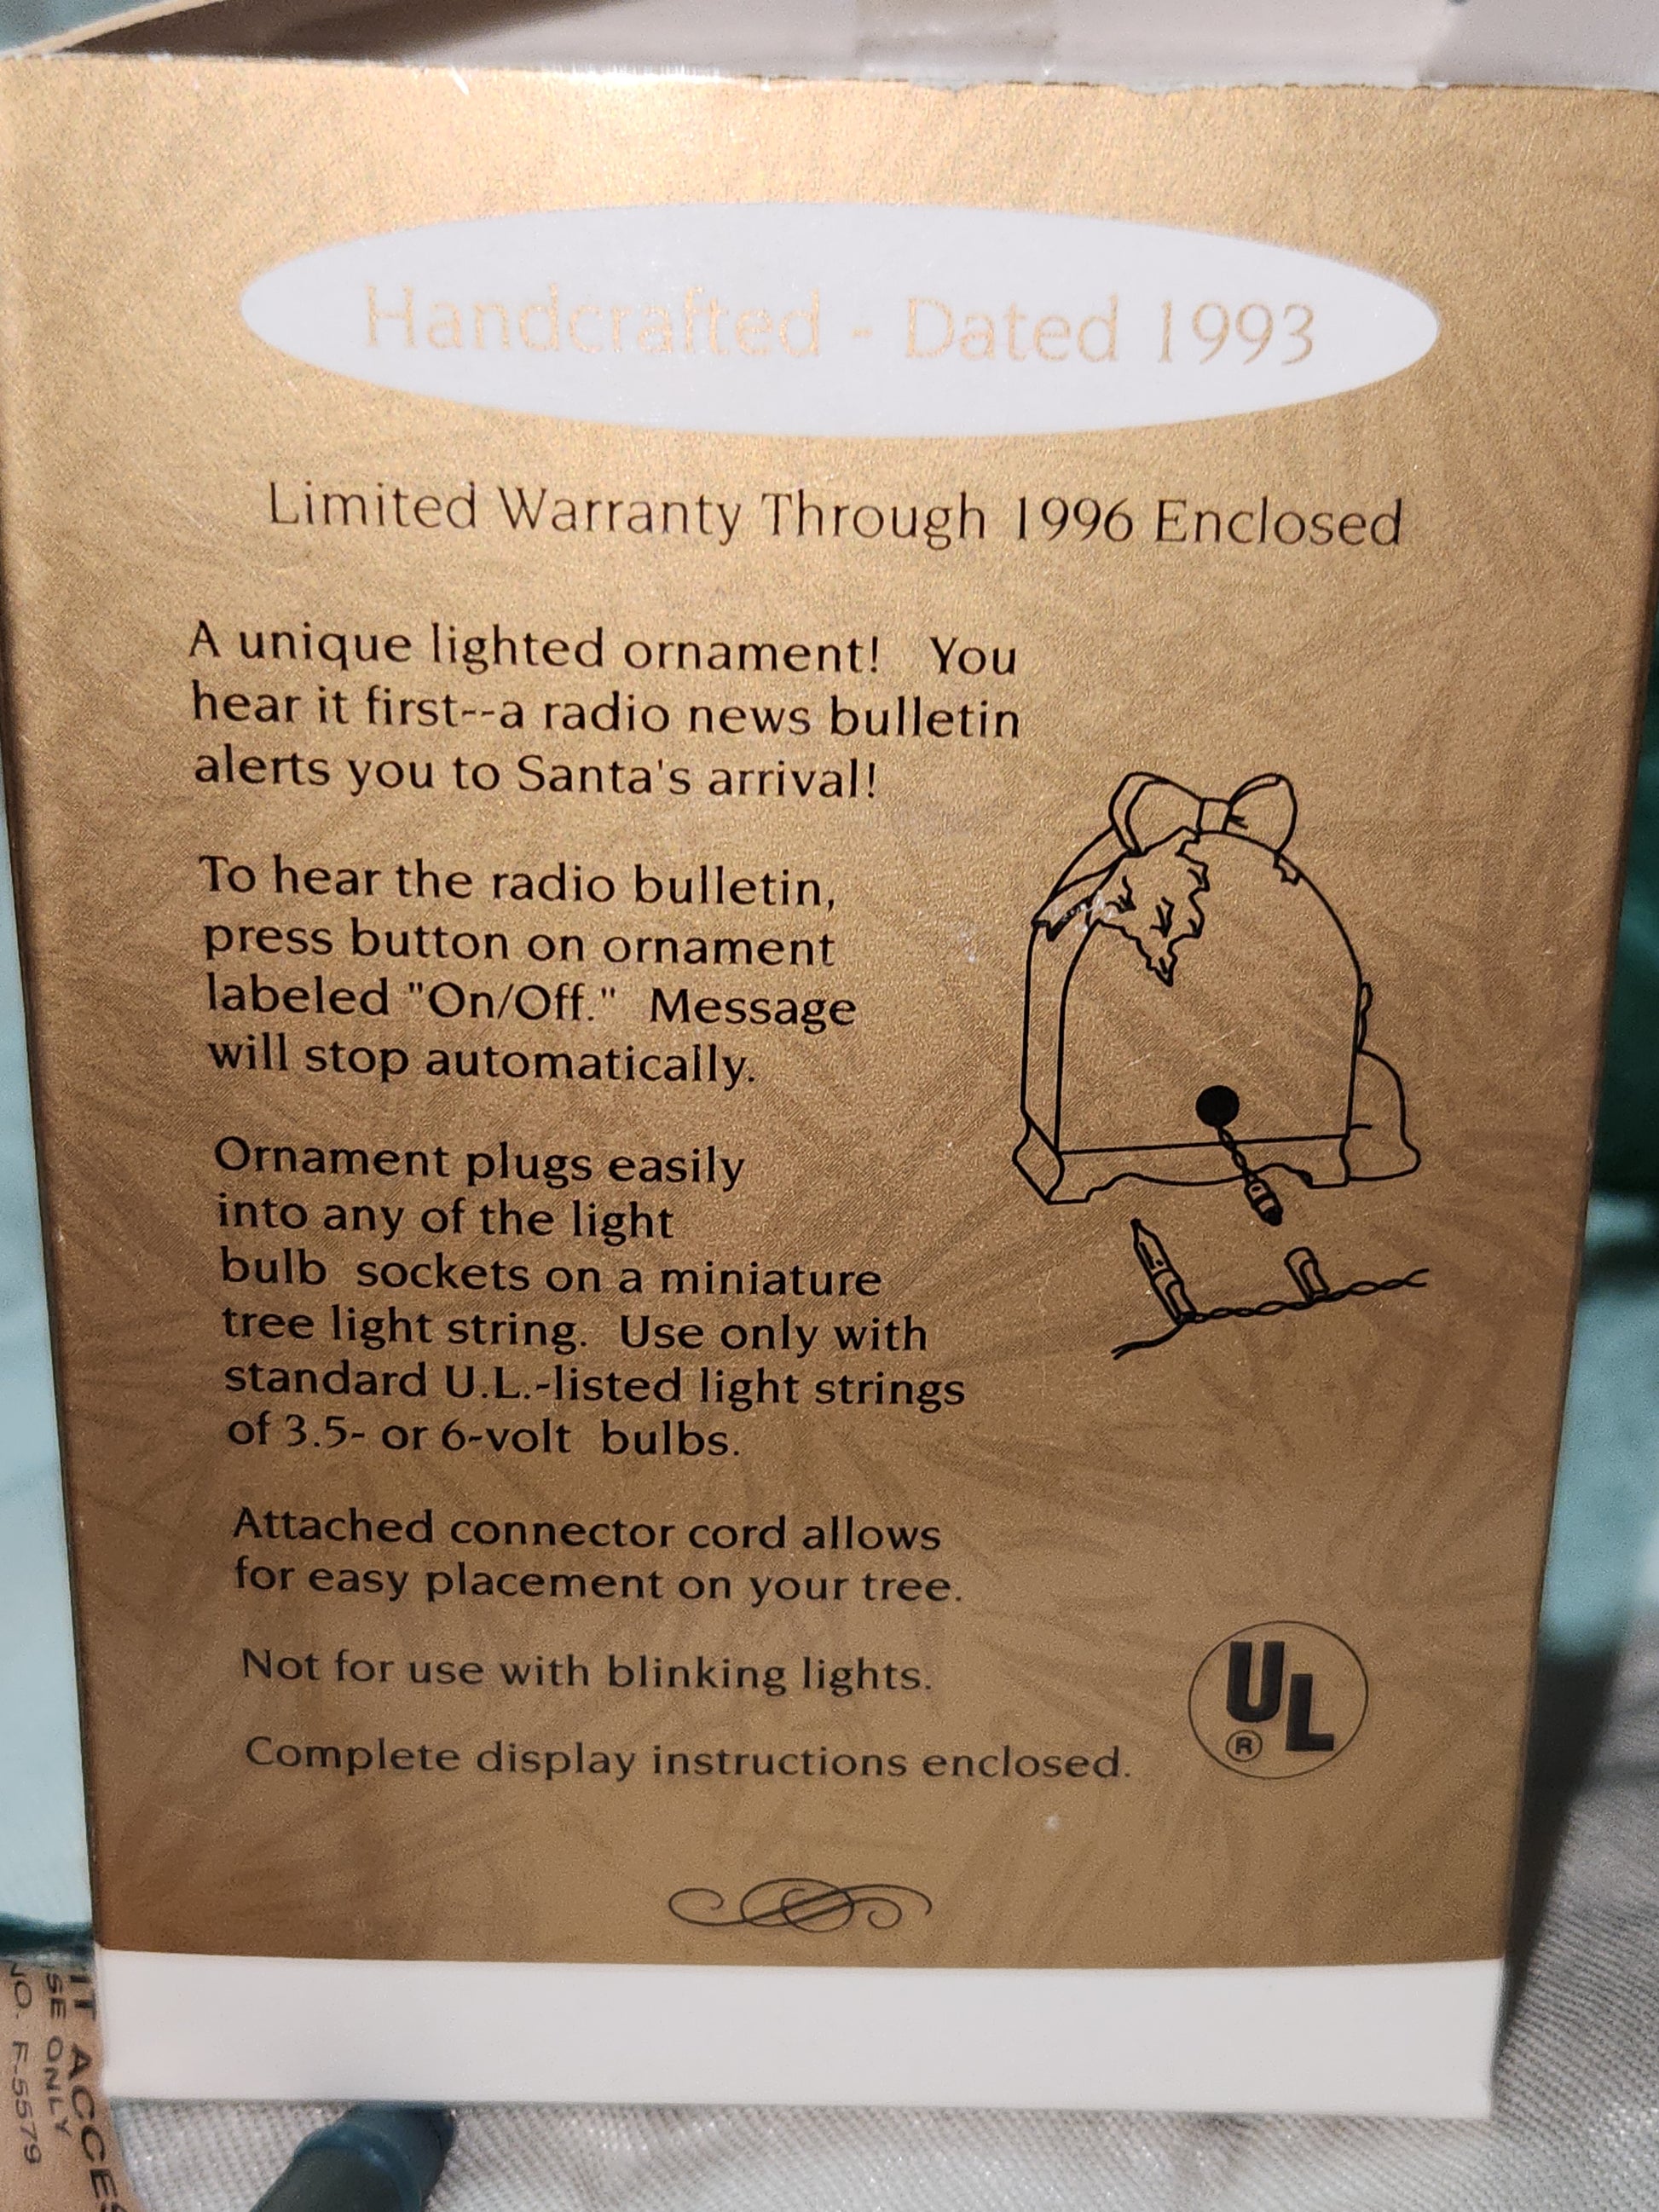 Handcrafted - Dated 1993
Limited Warranty Through 1996 Enclosed
A unique lighted ornament! You
hear it first--a radio news bulletin
alerts you to Santa's arrival!
To hear the radio bulletin,
press button on ornament
labeled "On/Off." Message
will stop automatically.
Ornament plugs easily
into any of the light
bulb sockets on a miniature
tree light string. Use only with
standard U.L.-listed light strings
of 3.5- or 6-volt bulbs.
Attached connector cord allows
for easy placement on your tree.
Not for use with blinking lights.
Complete display instructions enclosed.
UL
®
ONLY
F-5579